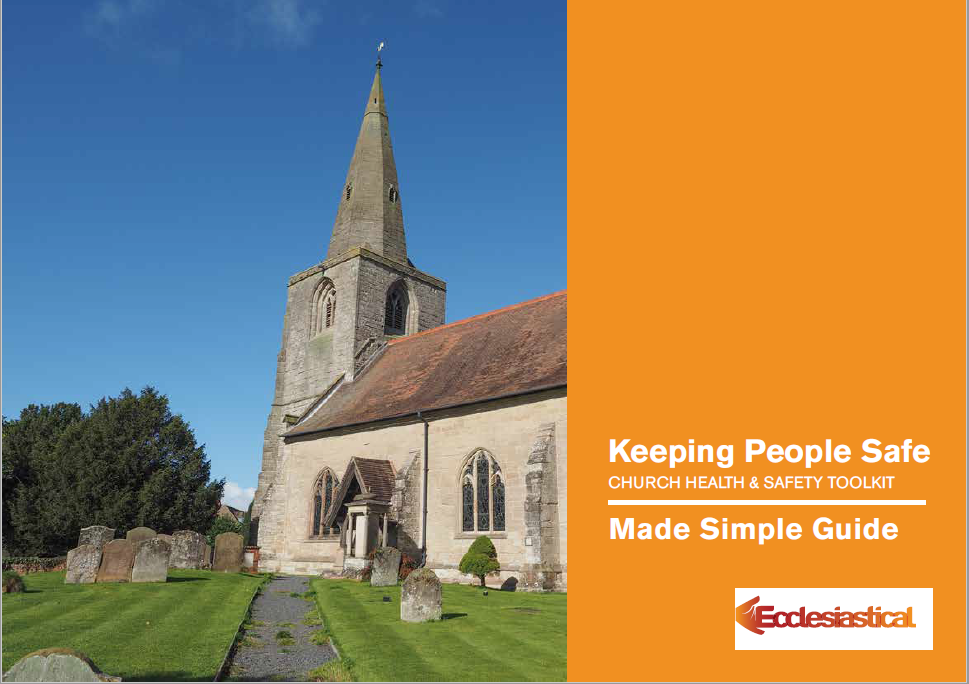 Keeping People Safe
CHURCH HEALTH & SAFETY TOOLKIT
Made Simple Guide
Ecclesiastical